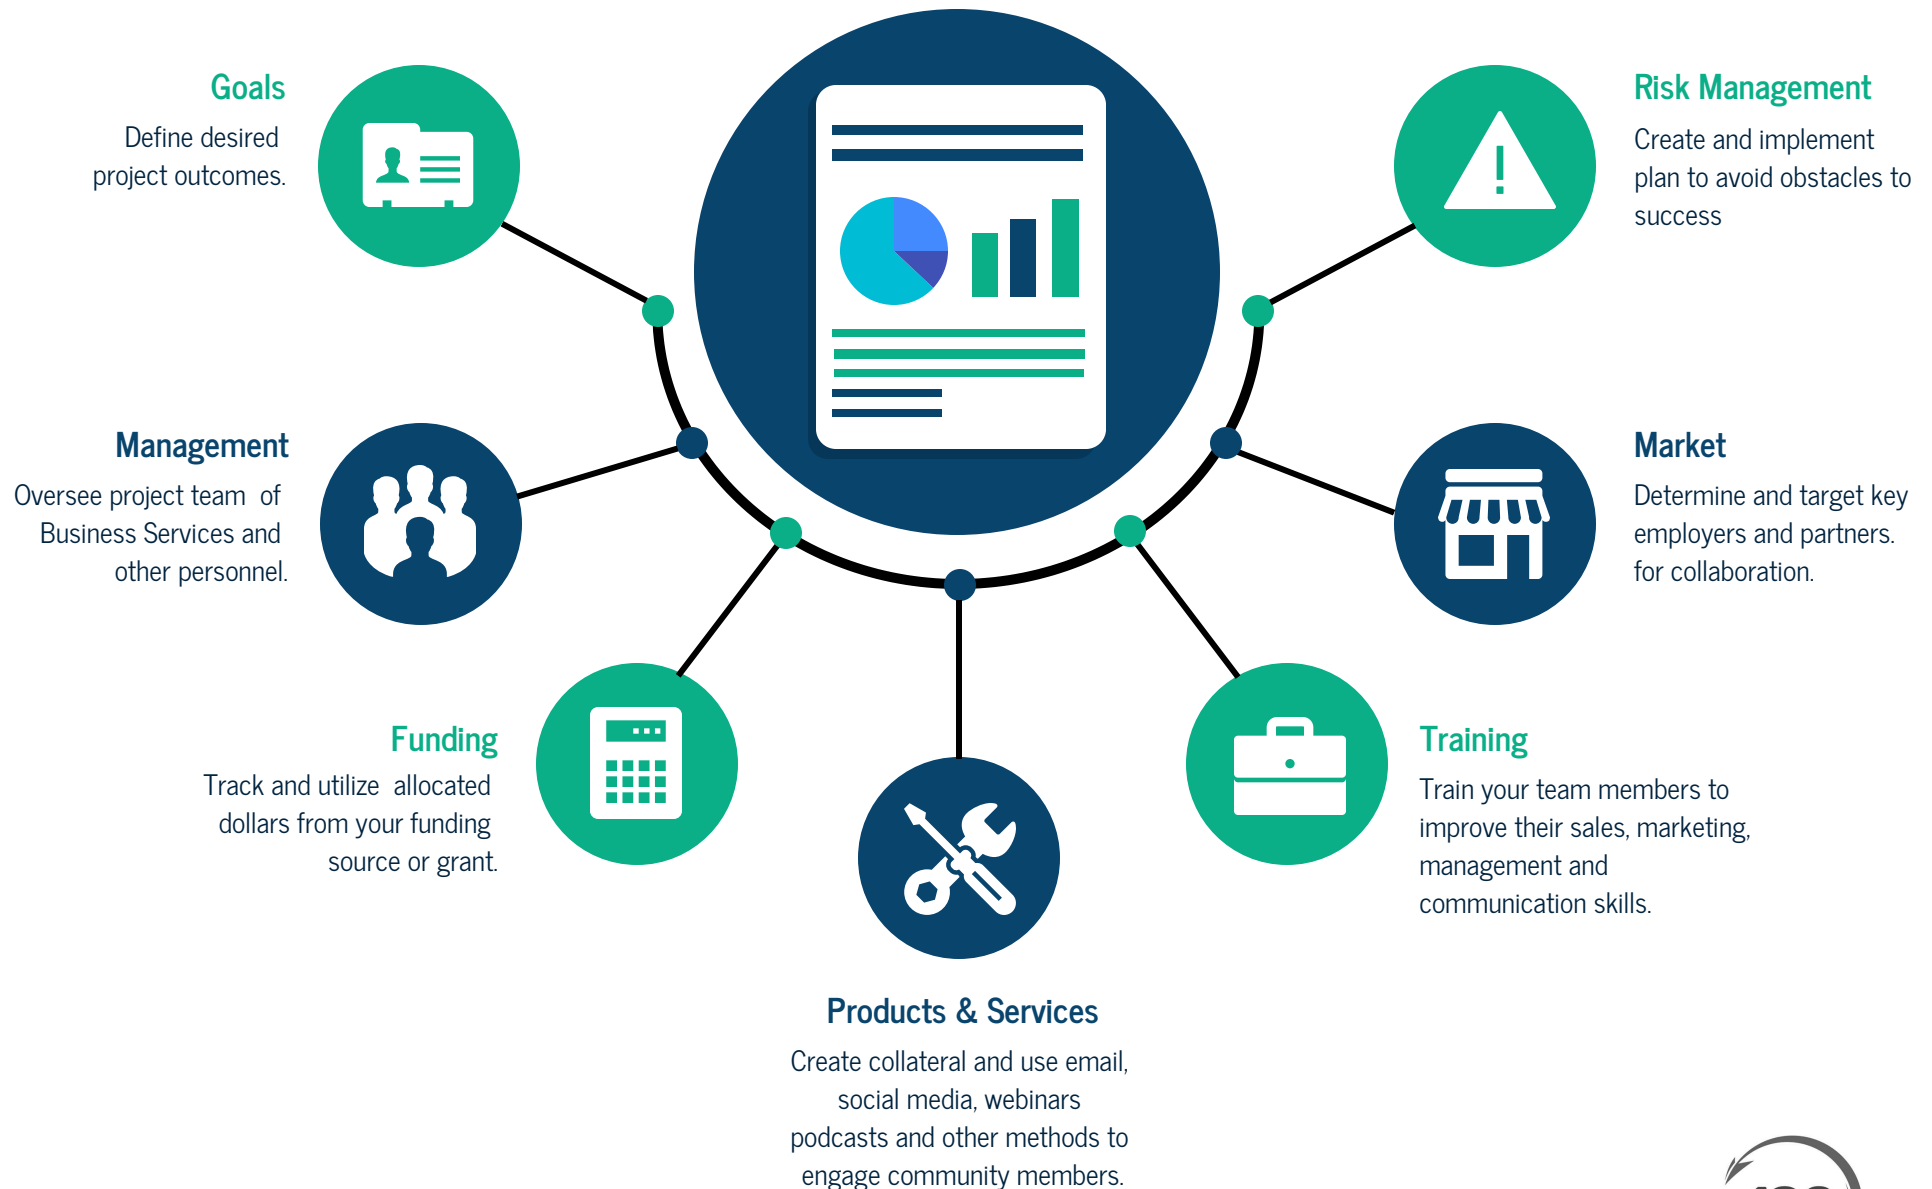 Goals
Define desired
project outcomes.
Management
Oversee project team of
Business Services and
other personnel.
Funding
Track and utilize allocated
dollars from your funding
source or grant.
Products & Services
Create collateral and use email,
social media, webinars
podcasts and other methods to
engage community members.
Training
Train your team members to
improve their sales, marketing,
management and
communication skills.
Market
Determine and target key
employers and partners.
for collaboration.
Risk Management
Create and implement
plan to avoid obstacles to
success